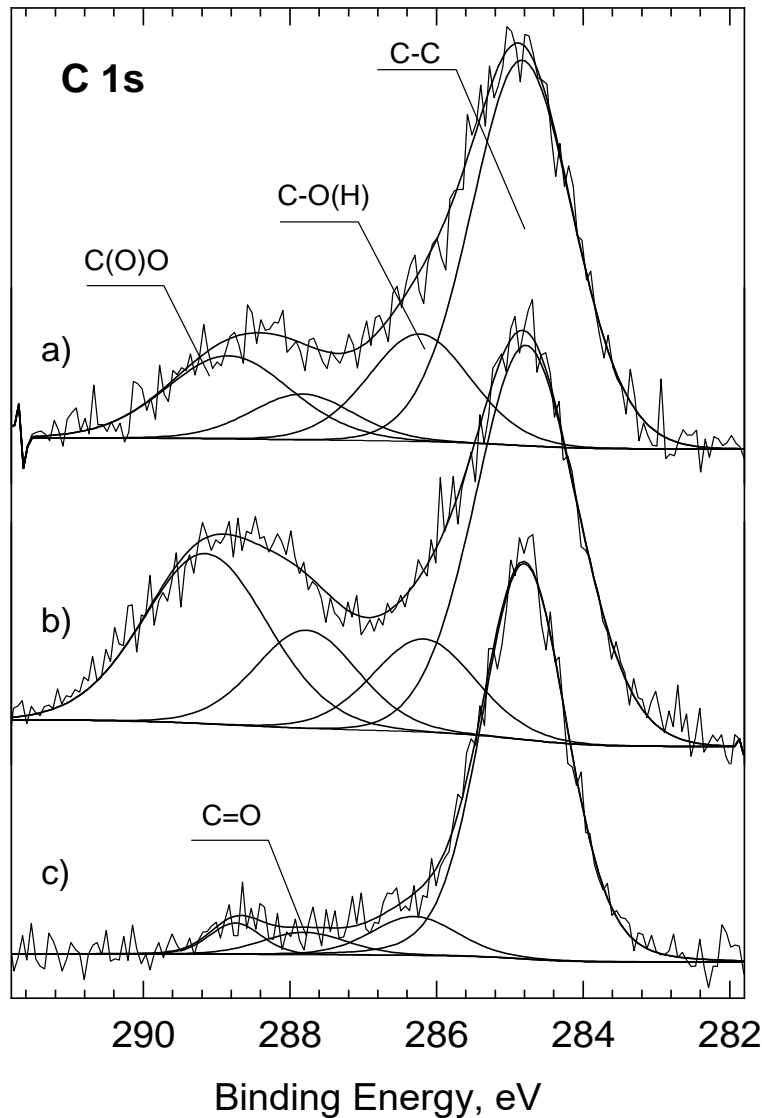 C 1s
C-C
C-O(H)
C(O)O
a)
b)
C=O
c)
290 288 286 284 282
Binding Energy, eV